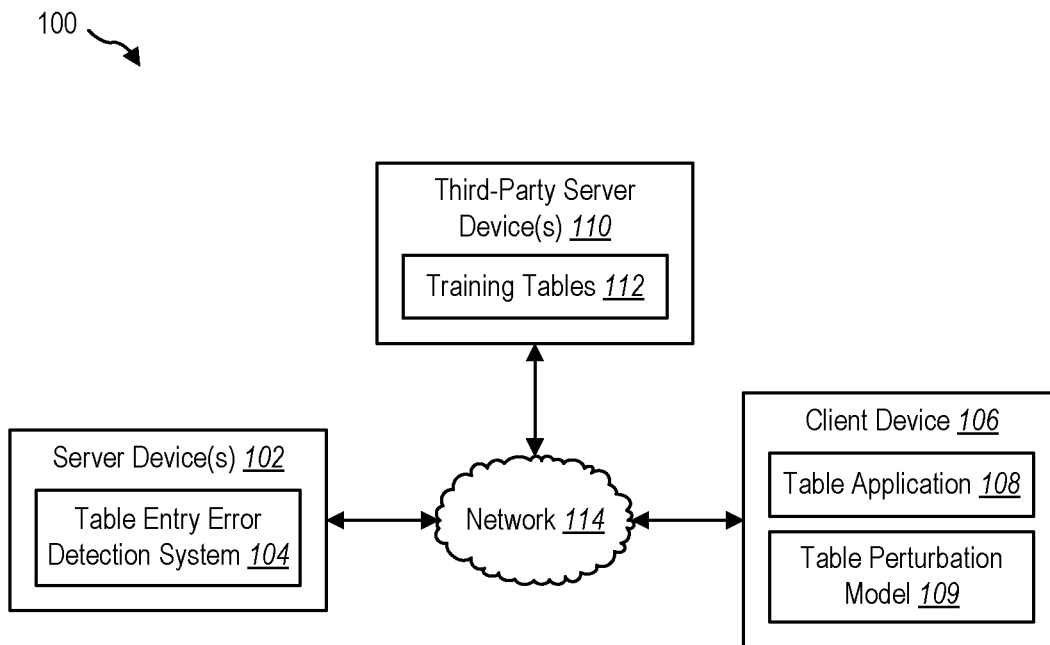 100
Third-Party Server
Device(s) 110
Training Tables 112
Server Device(s) 102
Table Entry Error
Detection System 104
Network 114
Client Device 106
Table Application 108
Table Perturbation
Model 109